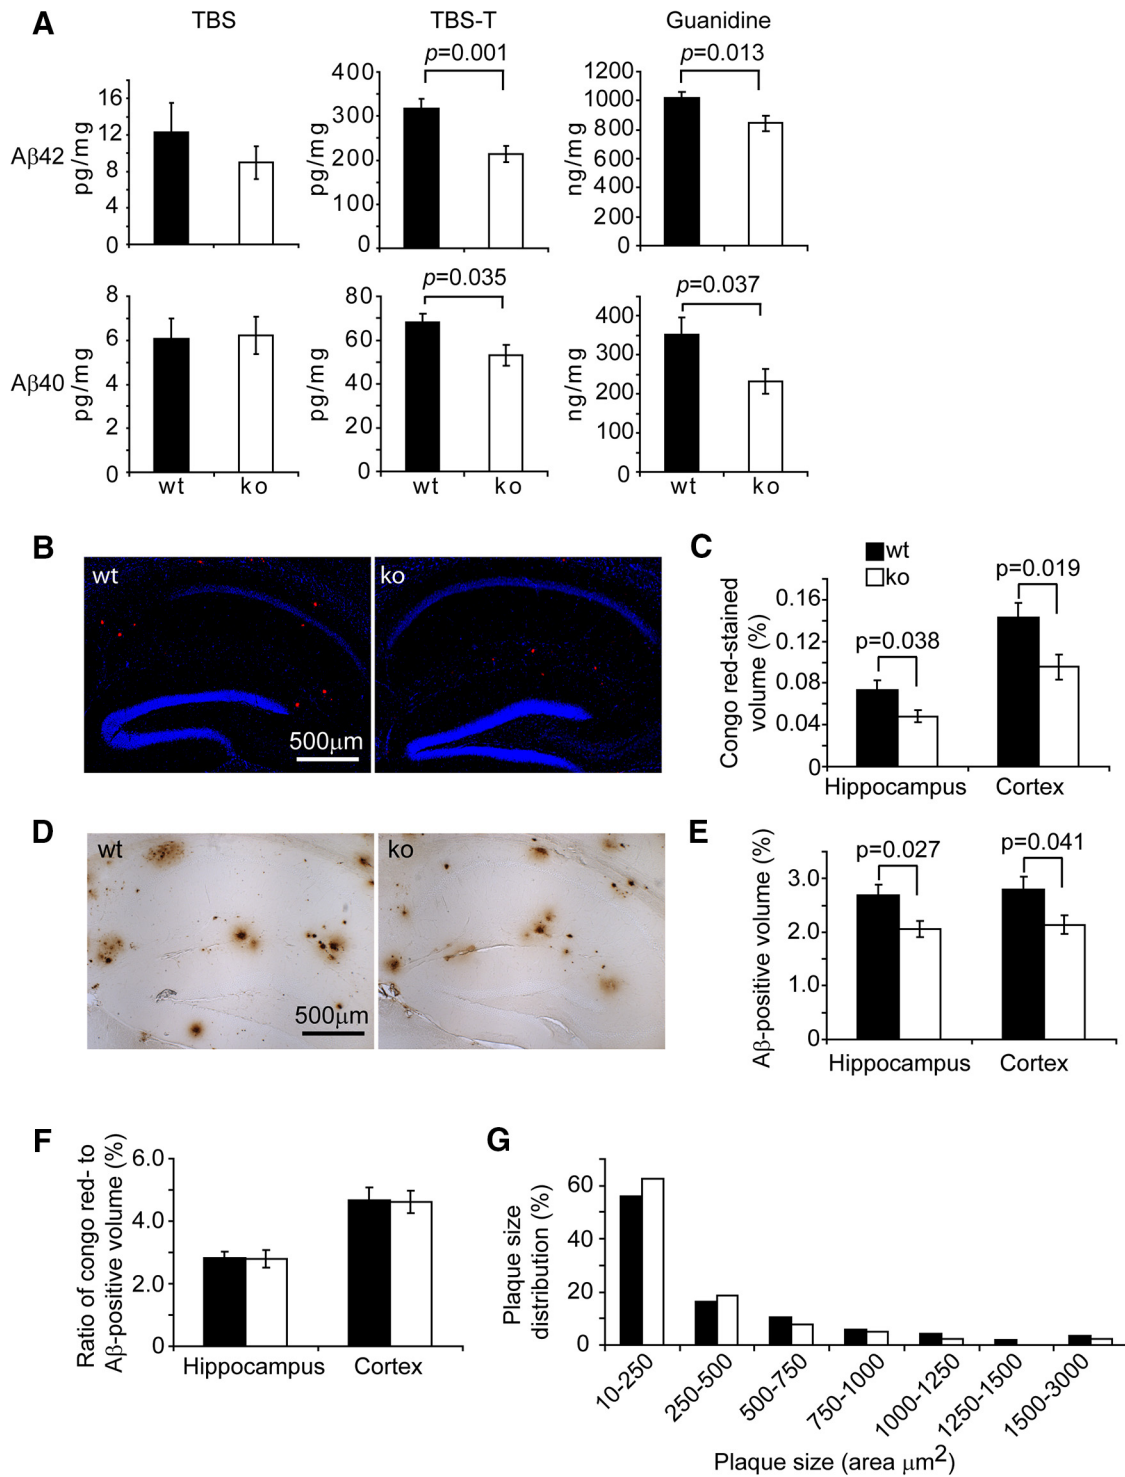 A
TBS
TBS-T
Guanidine
Aβ42
pg/mg
16
12
8
4
0
p=0.001
pg/mg
400
300
200
100
0
p=0.013
ng/mg
1200
1000
800
600
400
200
0
Aβ40
pg/mg
8
6
4
2
0
wt
ko
p=0.035
pg/mg
80
60
40
20
0
wt
ko
p=0.037
ng/mg
400
300
200
100
0
wt
ko
B
wt
500μm
ko
C
wt
ko
Congo red-stained
volume (%)
0.16
0.12
0.08
0.04
0
p=0.038
p=0.019
Hippocampus
Cortex
D
wt
500μm
ko
E
Aβ-positive volume (%)
3.0
2.0
1.0
0
p=0.027
p=0.041
Hippocampus
Cortex
F
Ratio of congo red- to
Aβ-positive volume (%)
6.0
4.0
2.0
0
Hippocampus
Cortex
G
Plaque size
distribution (%)
60
40
20
0
10-250
250-500
500-750
750-1000
1000-1250
1250-1500
1500-3000
Plaque size (area μm2)